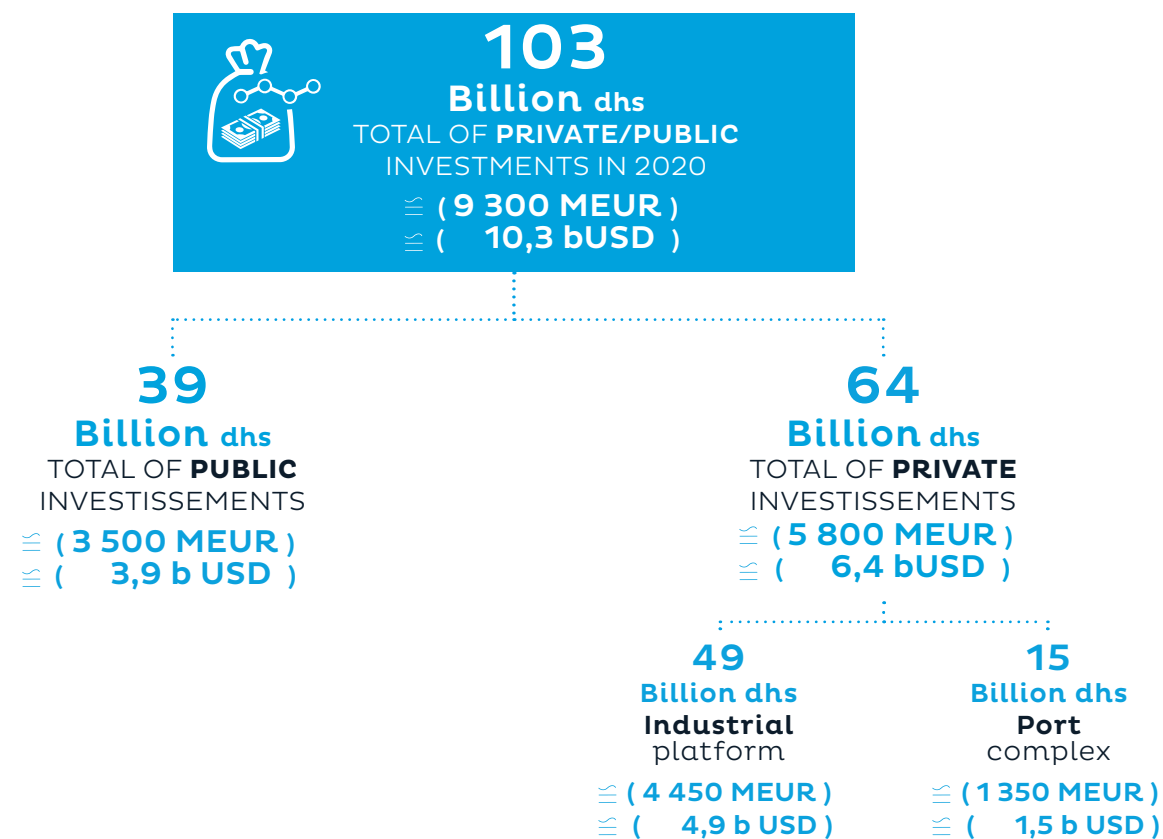 103
Billion dhs
TOTAL OF PRIVATE/PUBLIC
INVESTMENTS IN 2020
≌ ( 9 300 MEUR )
≌ ( 10,3 bUSD )
39
Billion dhs
TOTAL OF PUBLIC
INVESTISSEMENTS
≌ ( 3 500 MEUR )
≌ ( 3,9 b USD )
64
Billion dhs
TOTAL OF PRIVATE
INVESTISSEMENTS
≌ ( 5 800 MEUR )
≌ ( 6,4 bUSD )
49
Billion dhs
Industrial
platform
≌ ( 4 450 MEUR )
≌ ( 4,9 b USD )
15
Billion dhs
Port
complex
≌ ( 1 350 MEUR )
≌ ( 1,5 b USD )